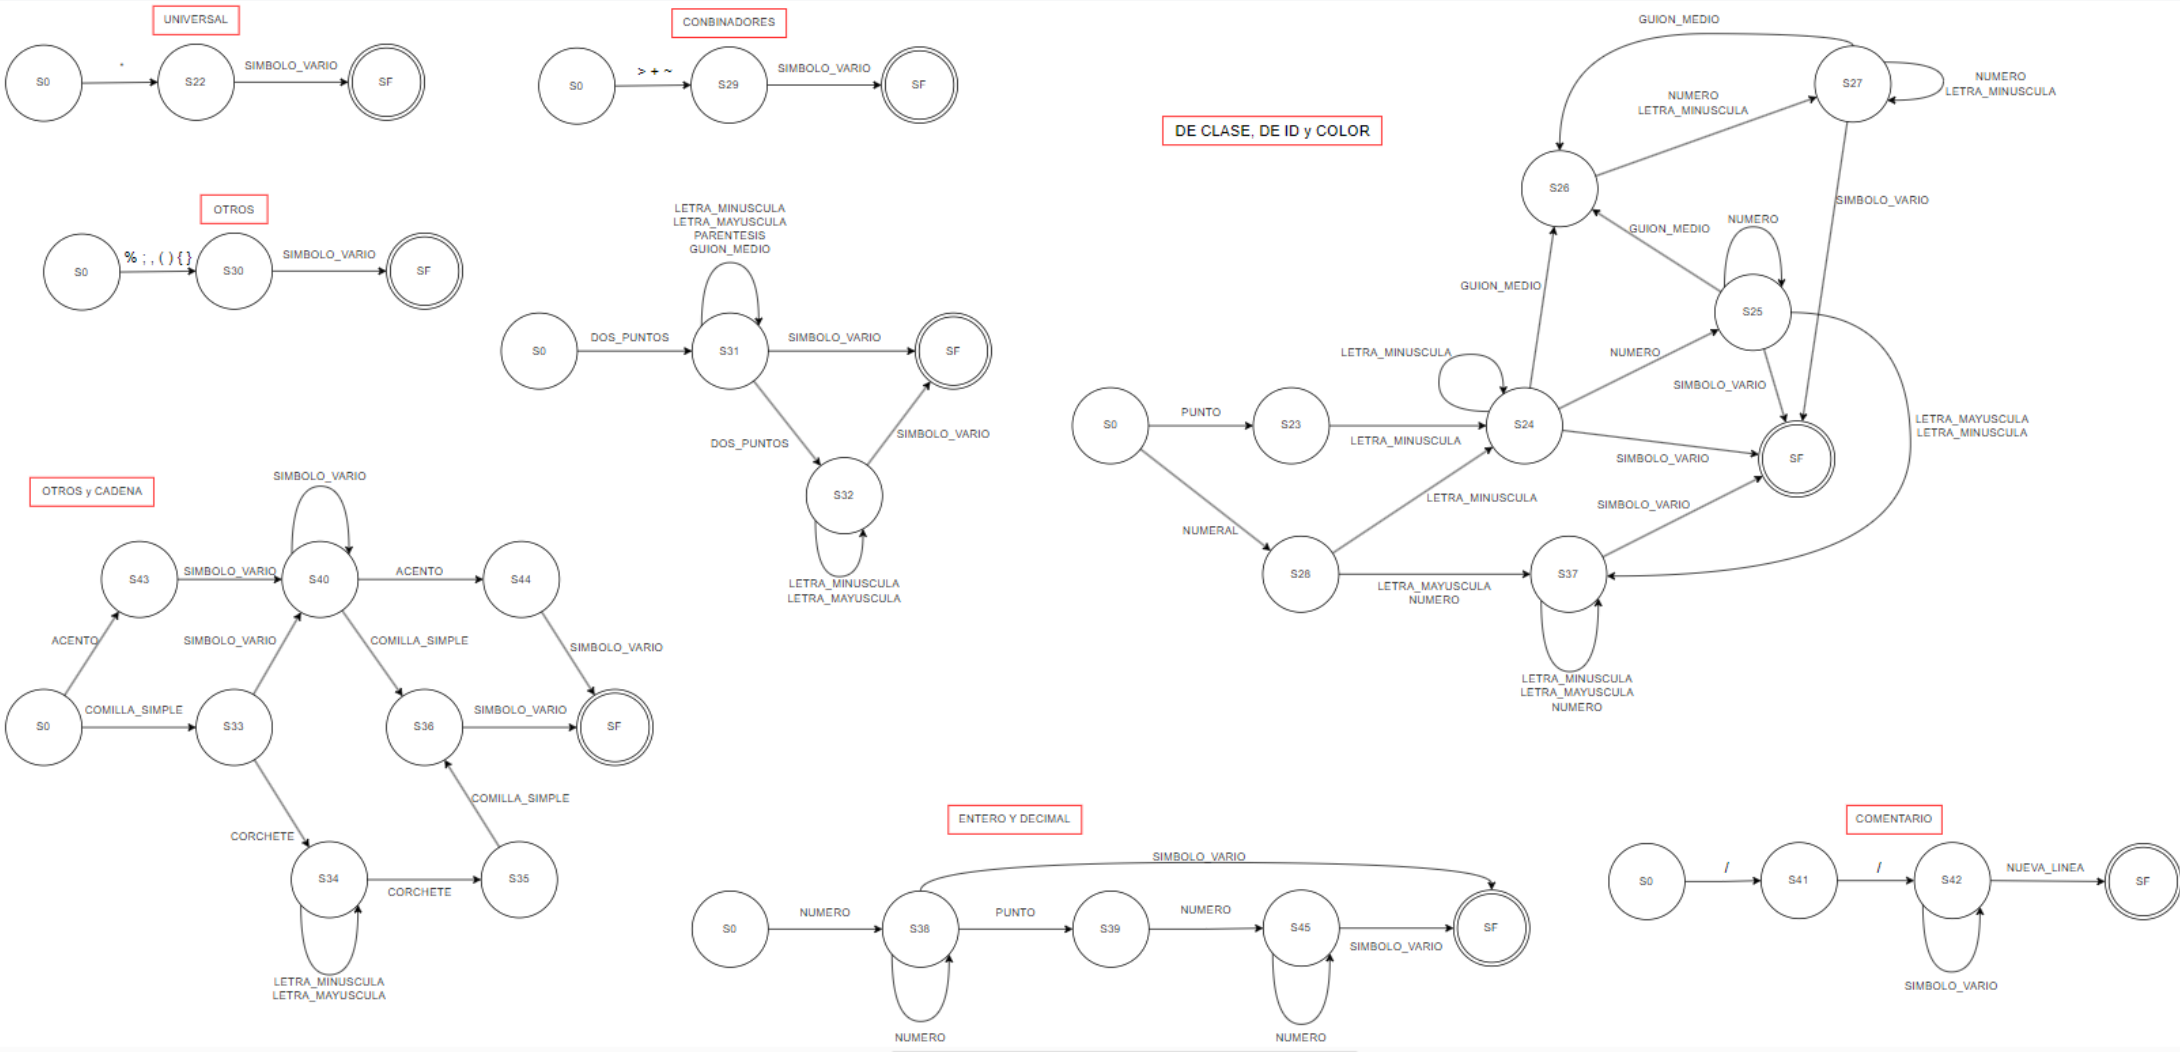 UNIVERSAL
S0
*
S22
SIMBOLO_VARIO
SF
CONBINADORES
S0
> + ~
S29
SIMBOLO_VARIO
SF
OTROS
S0
% ; , ( ) { }
S30
SIMBOLO_VARIO
SF
LETRA_MINUSCULA
LETRA_MAYUSCULA
PARENTESIS
GUION_MEDIO
S0
DOS_PUNTOS
S31
SIMBOLO_VARIO
SF
DOS_PUNTOS
SIMBOLO_VARIO
S32
LETRA_MINUSCULA
LETRA_MAYUSCULA
DE CLASE, DE ID y COLOR
GUION_MEDIO
S27
NUMERO
LETRA_MINUSCULA
NUMERO
LETRA_MINUSCULA
S26
SIMBOLO_VARIO
NUMERO
GUION_MEDIO
GUION_MEDIO
S25
LETRA_MINUSCULA
NUMERO
SIMBOLO_VARIO
S0
PUNTO
S23
LETRA_MINUSCULA
S24
LETRA_MAYUSCULA
LETRA_MINUSCULA
SIMBOLO_VARIO
SF
LETRA_MINUSCULA
SIMBOLO_VARIO
NUMERAL
S28
LETRA_MAYUSCULA
NUMERO
S37
LETRA_MINUSCULA
LETRA_MAYUSCULA
NUMERO
OTROS y CADENA
SIMBOLO_VARIO
S43
SIMBOLO_VARIO
S40
ACENTO
S44
ACENTO
SIMBOLO_VARIO
COMILLA_SIMPLE
SIMBOLO_VARIO
S0
COMILLA_SIMPLE
S33
S36
SIMBOLO_VARIO
SF
COMILLA_SIMPLE
CORCHETE
S34
CORCHETE
S35
LETRA_MINUSCULA
LETRA_MAYUSCULA
ENTERO Y DECIMAL
SIMBOLO_VARIO
S0
NUMERO
S38
PUNTO
S39
NUMERO
S45
SIMBOLO_VARIO
SF
NUMERO
NUMERO
COMENTARIO
S0
/
S41
/
S42
NUEVA_LINEA
SF
SIMBOLO_VARIO